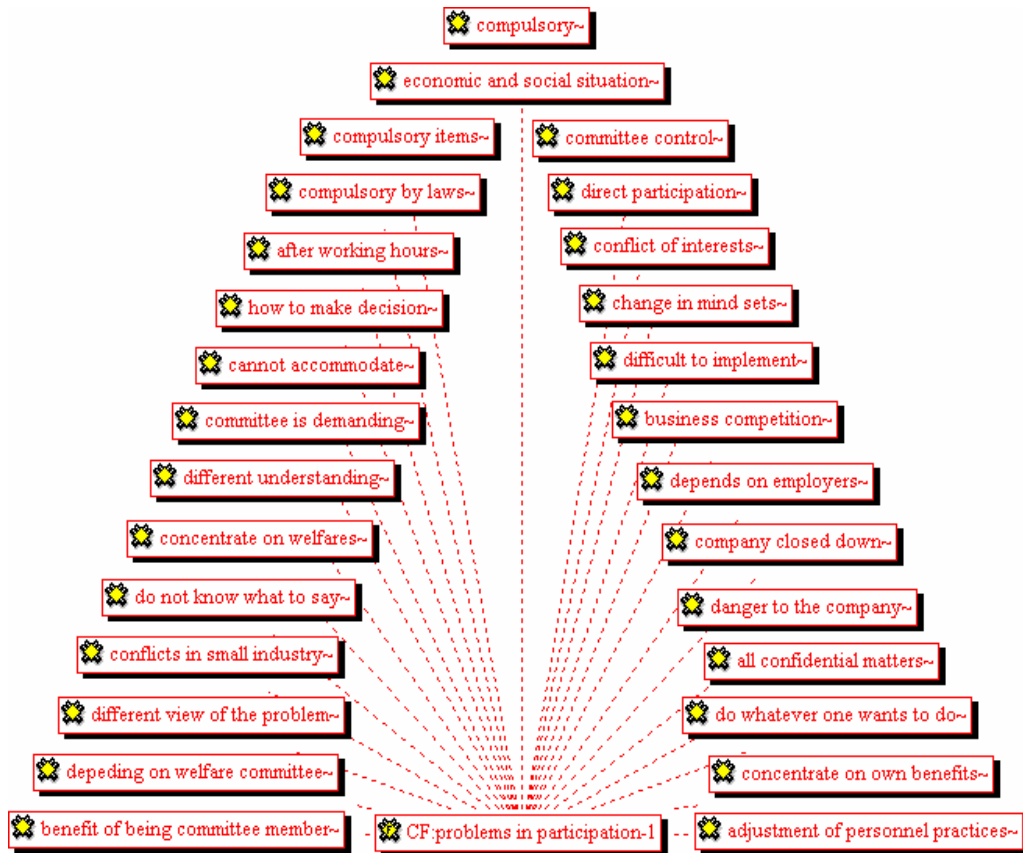 compulsory~
economic and social situation~
compulsory items~
committee control~
compulsory by laws~
direct participation~
after working hours~
conflict of interests~
how to make decision~
change in mind sets~
cannot accommodate~
difficult to implement~
committee is demanding~
business competition~
different understanding~
depends on employers~
concentrate on welfares~
company closed down~
do not know what to say~
danger to the company~
conflicts in small industry~
all confidential matters~
different view of the problem~
do whatever one wants to do~
depeding on welfare committee~
concentrate on own benefits~
benefit of being committee member~
CF:problems in participation-1
adjustment of personnel practices~